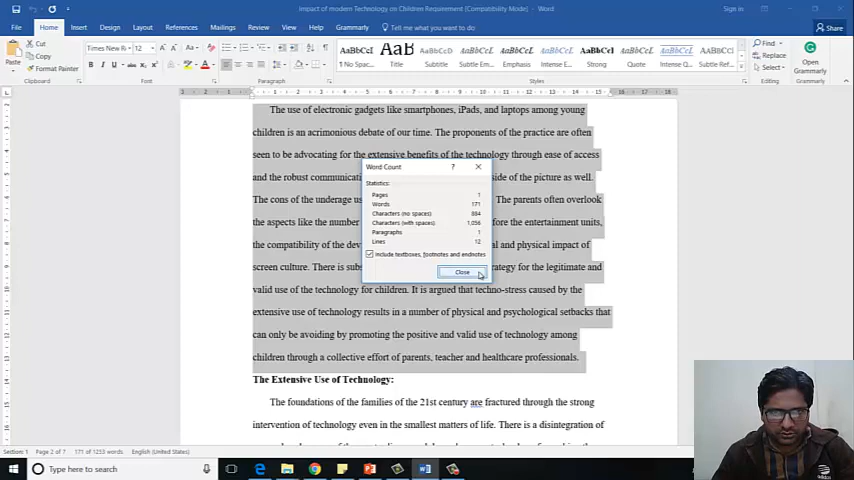 Impact of modern Technology on Children Requirement (Compatibility Mode) - Word
Sign in
File Home Insert Design Layout References Mailings Review View Grammarly Tell me what you want to do Share
Paste Cut Copy Format Painter
Times New R 12 Aa
B I U abc
AaBbCcI AaB AaBbCcD AaBbCcI AaBbCcI AaBbCcI AaBbCcI AaBbCcI AaBbCcI AABBCCI
¶ No Spac... Title Subtitle Subtle Em... Emphasis Intense E... Strong Quote Intense Q... Subtle Ref...
Find Replace Select
Open Grammarly
Clipboard Font Paragraph Styles Editing Grammarly
The use of electronic gadgets like smartphones, iPads, and laptops among young
children is an acrimonious debate of our time. The proponents of the practice are often
seen to be advocating for the extensive benefits of the technology through ease of access
and the robust side of the picture as well.
The cons of the underage The parents often overlook
the aspects like the number the entertainment units,
the compatibility of the and physical impact of
screen culture. There is for the legitimate and
valid use of the technology for children. It is argued that techno-stress caused by the
extensive use of technology results in a number of physical and psychological setbacks that
can only be avoiding by promoting the positive and valid use of technology among
children through a collective effort of parents, teacher and healthcare professionals.
The Extensive Use of Technology:
The foundations of the families of the 21st century are fractured through the strong
intervention of technology even in the smallest matters of life. There is a disintegration of
Word Count ?
Statistics:
Pages 1
Words 171
Characters (no spaces) 884
Characters (with spaces) 1,056
Paragraphs 1
Lines 12
Include textboxes, footnotes and endnotes
Close
Section: 1 Page 2 of 7 171 of 1253 words English (United States)
Type here to search